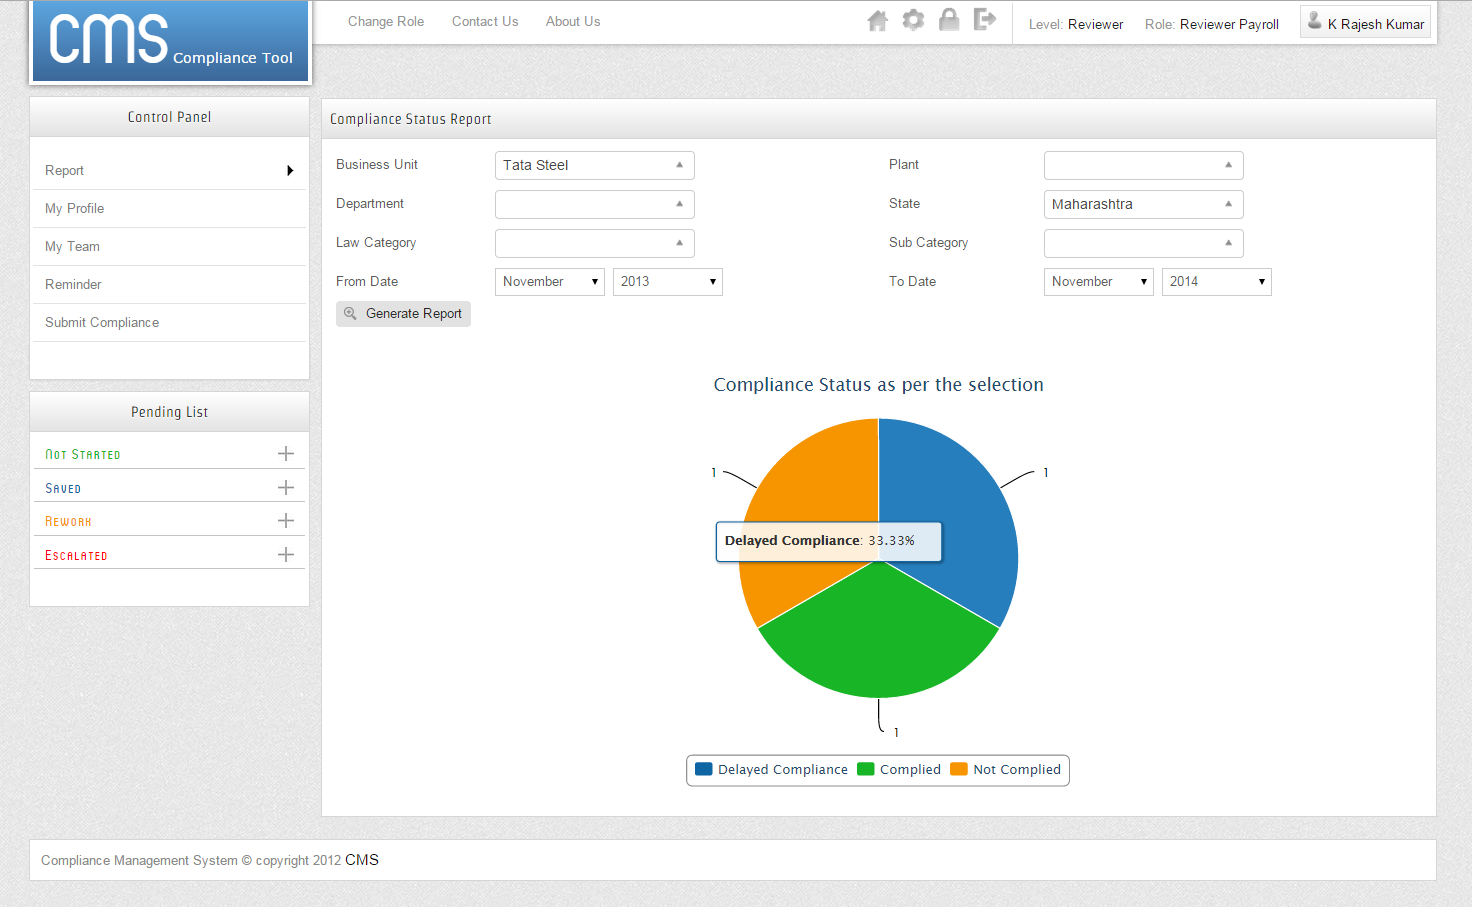 CMS Compliance Tool
Change Role Contact Us About Us
Level: Reviewer Role: Reviewer Payroll K Rajesh Kumar
Control Panel
Report
My Profile
My Team
Reminder
Submit Compliance
Pending List
Not Started
Saved
Rework
Escalated
Compliance Status Report
Business Unit Tata Steel Plant
Department State Maharashtra
Law Category Sub Category
From Date November 2013 To Date November 2014
Generate Report
Compliance Status as per the selection
1 1
Delayed Compliance: 33.33%
1
Delayed Compliance Complied Not Complied
Compliance Management System © copyright 2012 CMS